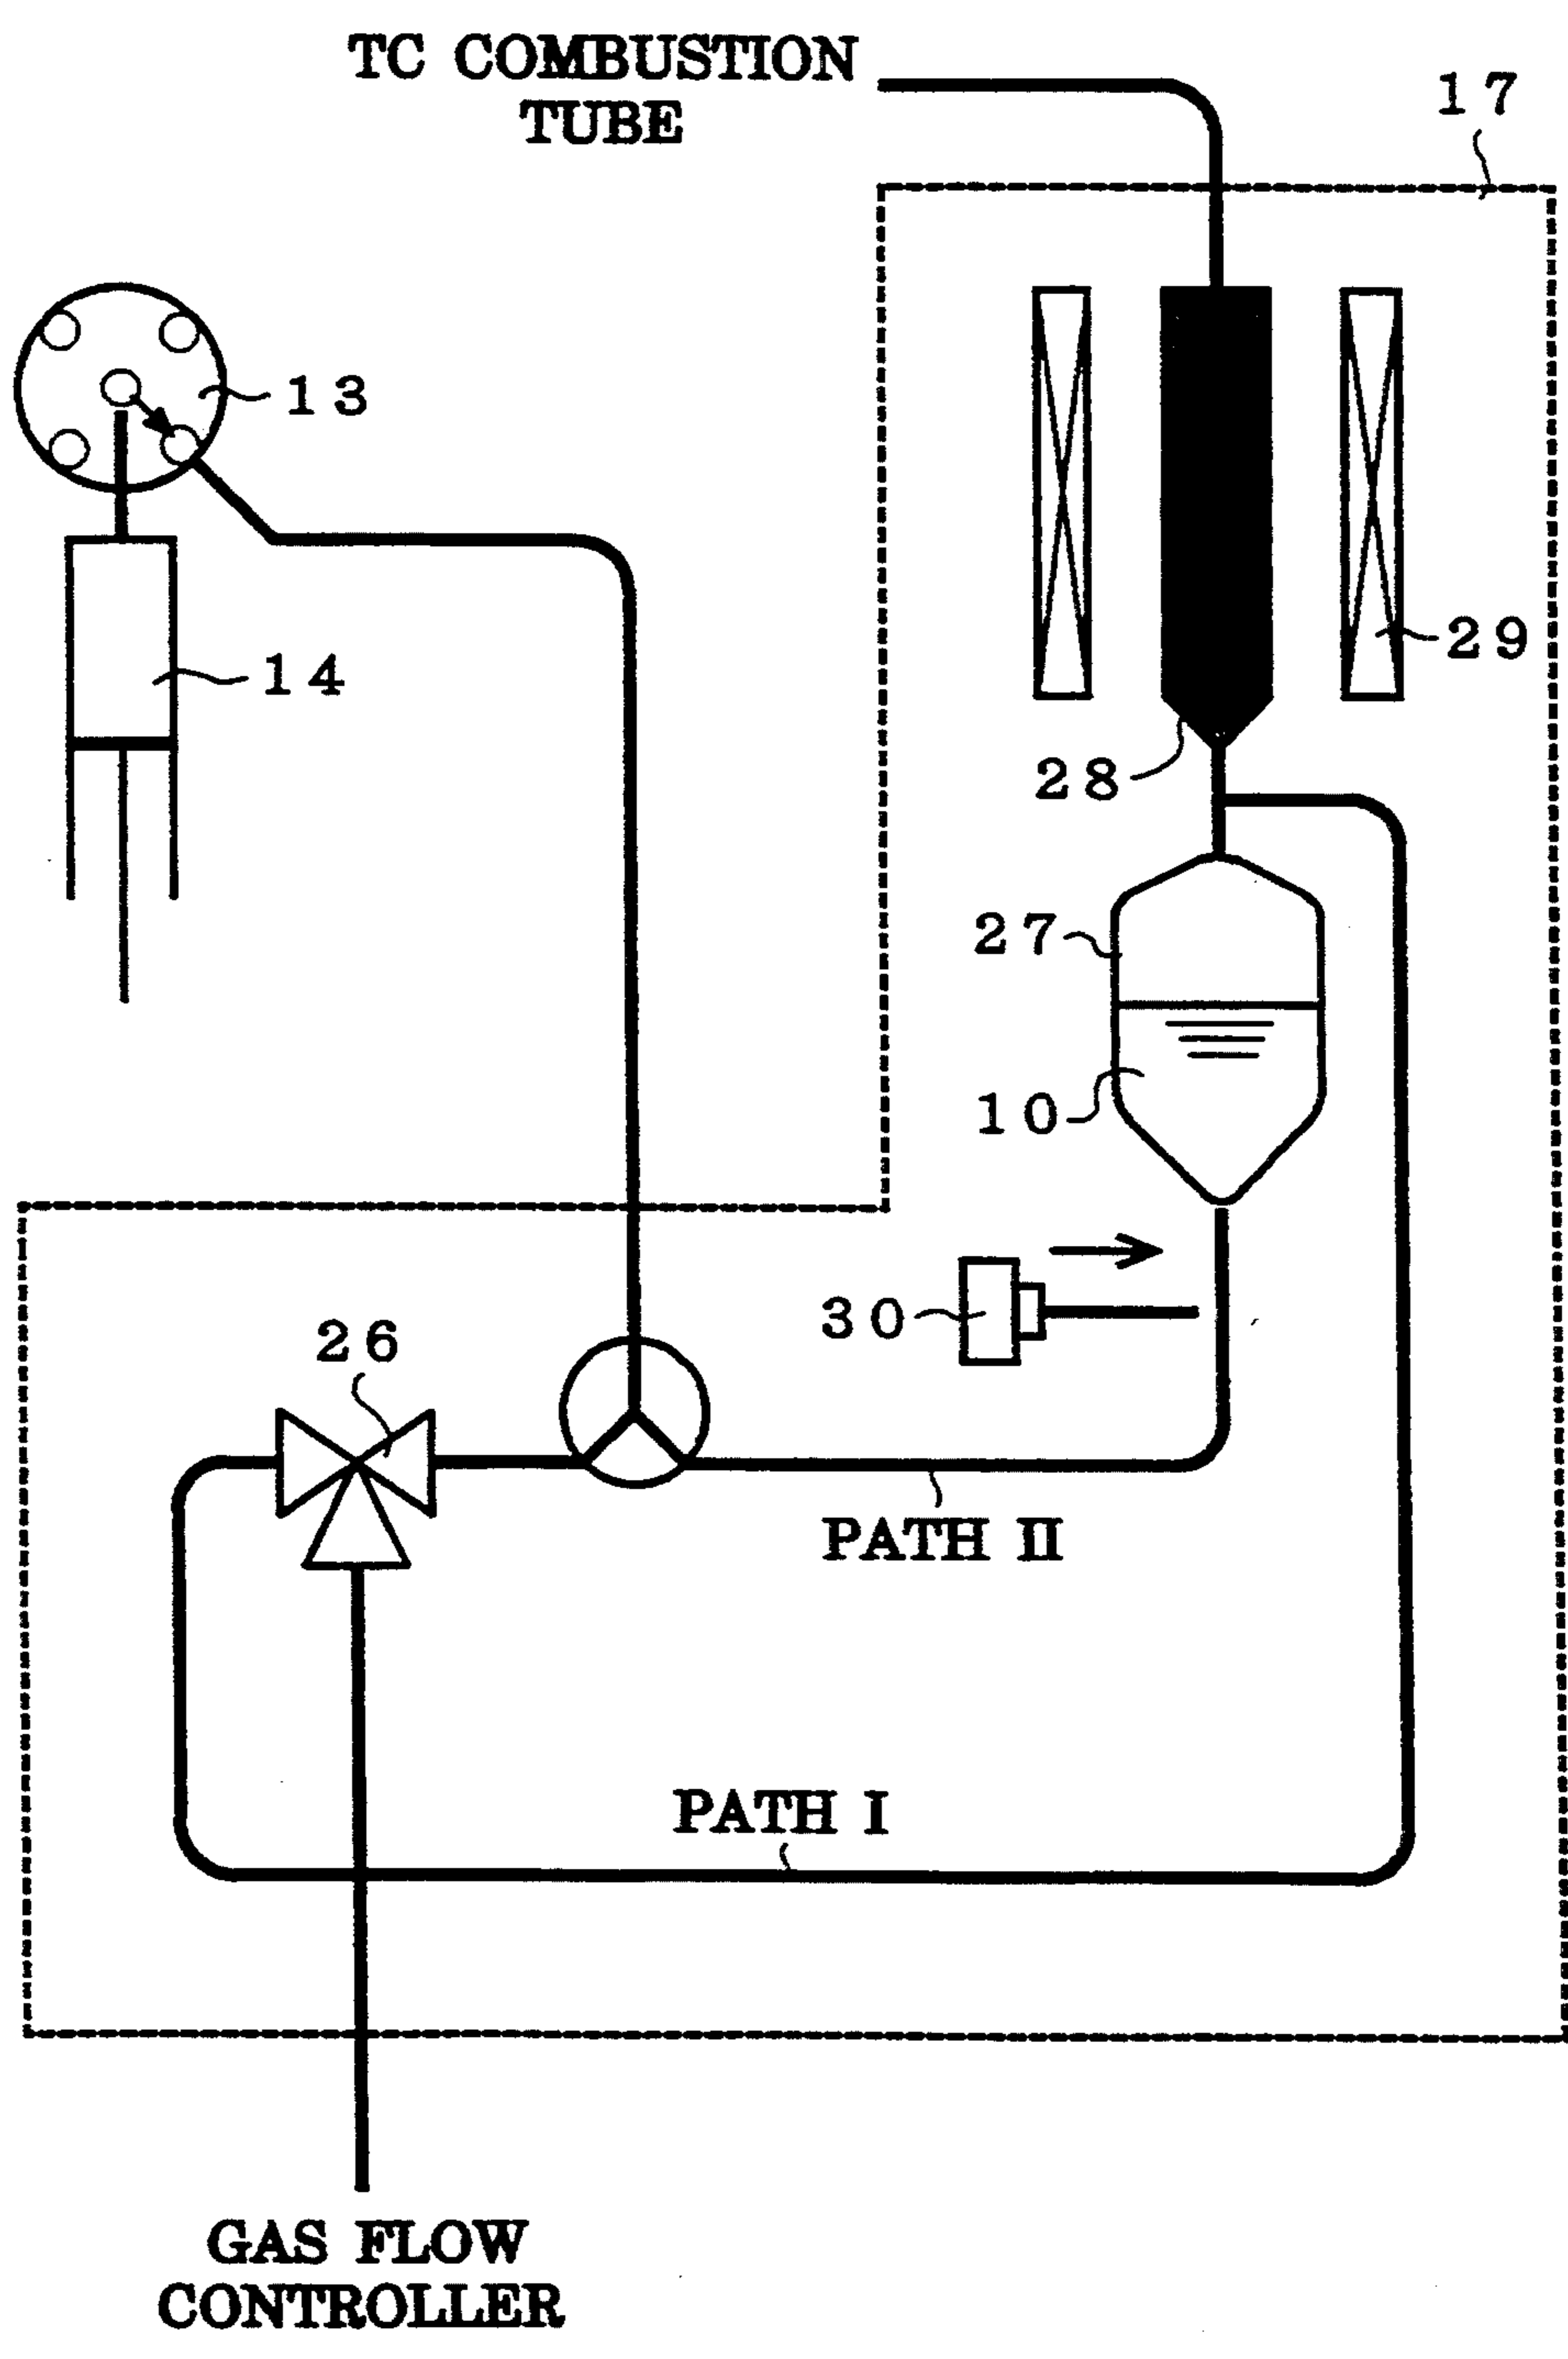 TC COMBUSTION
TUBE
17
13
29
14
28
27
10
30
26
PATH II
PATH I
GAS FLOW
CONTROLLER